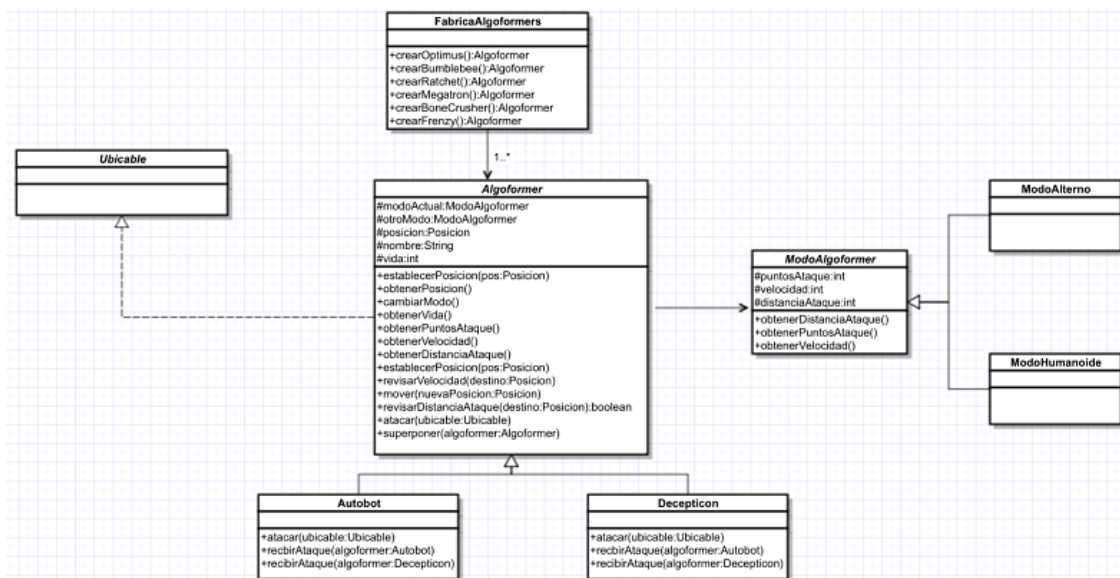 FabricaAlgoformers
+crearOptimus():Algoformer
+crearBumblebee():Algoformer
+crearRatchet():Algoformer
+crearMegatron():Algoformer
+crearBoneCrusher():Algoformer
+crearFrenzy():Algoformer
1..*
Ubicable
Algoformer
#modoActual:ModoAlgoformer
#otroModo:ModoAlgoformer
#posicion:Posicion
#nombre:String
#vida:int
+establecerPosicion(pos:Posicion)
+obtenerPosicion()
+cambiarModo()
+obtenerVida()
+obtenerPuntosAtaque()
+obtenerVelocidad()
+obtenerDistanciaAtaque()
+establecerPosicion(pos:Posicion)
+revisarVelocidad(destino:Posicion)
+mover(nuevaPosicion:Posicion)
+revisarDistanciaAtaque(destino:Posicion):boolean
+atacar(ubicable:Ubicable)
+superponer(algoformer:Algoformer)
ModoAlgoformer
#puntosAtaque:int
#velocidad:int
#distanciaAtaque:int
+obtenerDistanciaAtaque()
+obtenerPuntosAtaque()
+obtenerVelocidad()
ModoAlterno
ModoHumanoide
Autobot
+atacar(ubicable:Ubicable)
+recbirAtaque(algoformer:Autobot)
+recibirAtaque(algoformer:Decepticon)
Decepticon
+atacar(ubicable:Ubicable)
+recbirAtaque(algoformer:Autobot)
+recibirAtaque(algoformer:Decepticon)